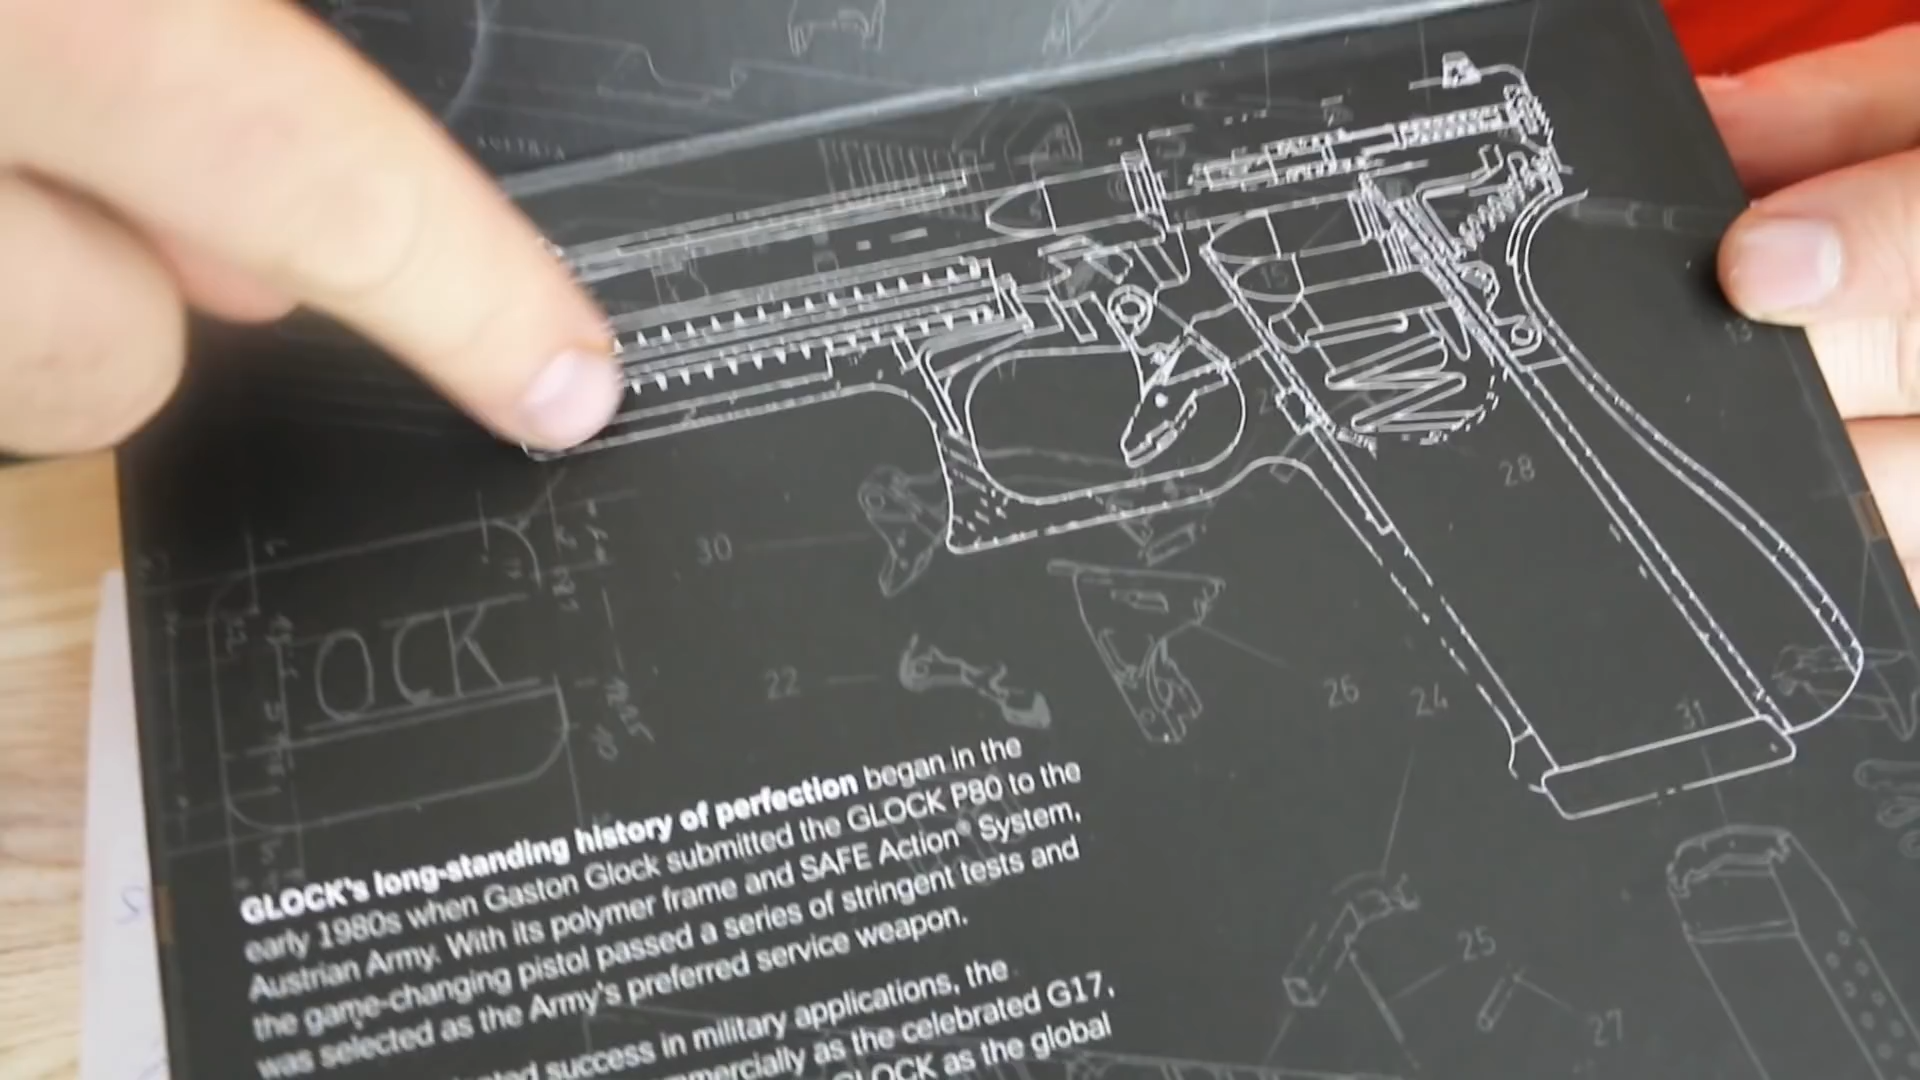 AUSTRIA
15
28
30
OCK
22
26
24
31
GLOCK's long-standing history of perfection began in the
early 1980s when Gaston Glock submitted the GLOCK P80 to the
Austrian Army. With its polymer frame and SAFE Action® System,
the game-changing pistol passed a series of stringent tests and
was selected as the Army's preferred service weapon.
success in military applications, the
as the celebrated G17,
GLOCK as the global
25
27